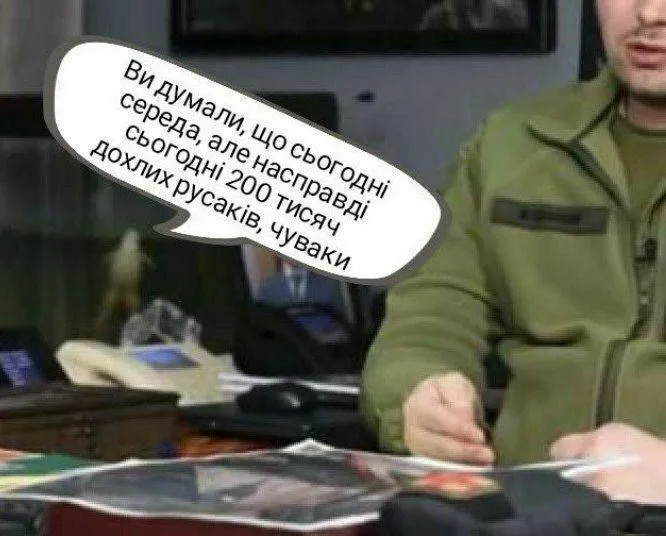 Ви думали, що сьогодні
середа, але насправді
сьогодні 200 тисяч
дохлих русаків, чуваки